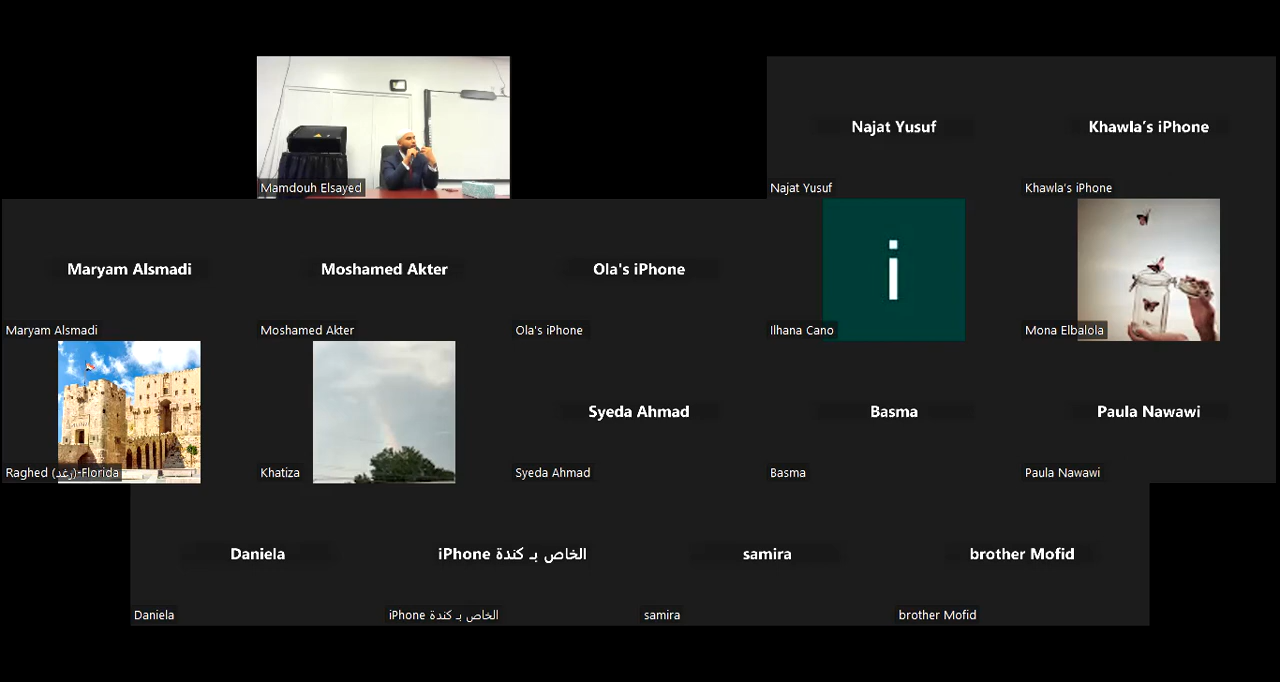 Mamdouh Elsayed
Najat Yusuf
Najat Yusuf
Khawla’s iPhone
Khawla's iPhone
Maryam Alsmadi
Maryam Alsmadi
Moshamed Akter
Moshamed Akter
Ola's iPhone
Ola's iPhone
i
Ilhana Cano
Mona Elbalola
Raghed (رغد)-Florida
Khatiza
Syeda Ahmad
Syeda Ahmad
Basma
Basma
Paula Nawawi
Paula Nawawi
Daniela
Daniela
iPhone الخاص بـ كندة
iPhone الخاص بـ كندة
samira
samira
brother Mofid
brother Mofid